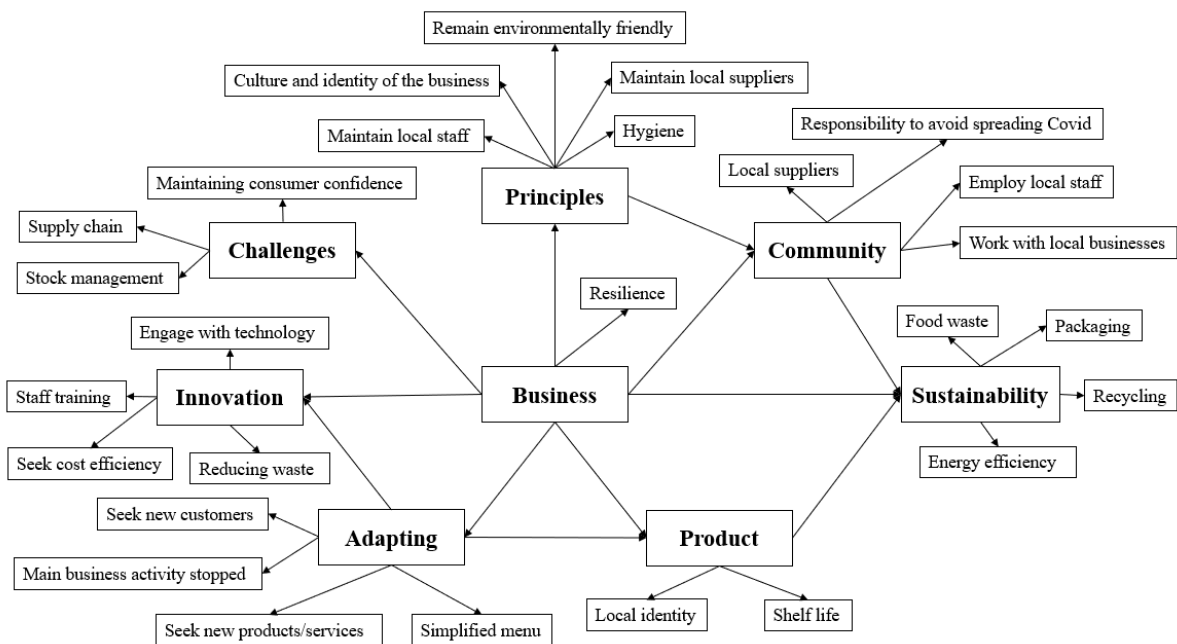 Remain environmentally friendly
Culture and identity of the business
Maintain local suppliers
Maintain local staff
Hygiene
Responsibility to avoid spreading Covid
Local suppliers
Maintaining consumer confidence
Principles
Employ local staff
Supply chain
Challenges
Community
Work with local businesses
Stock management
Resilience
Engage with technology
Food waste
Packaging
Staff training
Innovation
Business
Sustainability
Recycling
Seek cost efficiency
Reducing waste
Energy efficiency
Seek new customers
Adapting
Product
Main business activity stopped
Local identity
Shelf life
Seek new products/services
Simplified menu